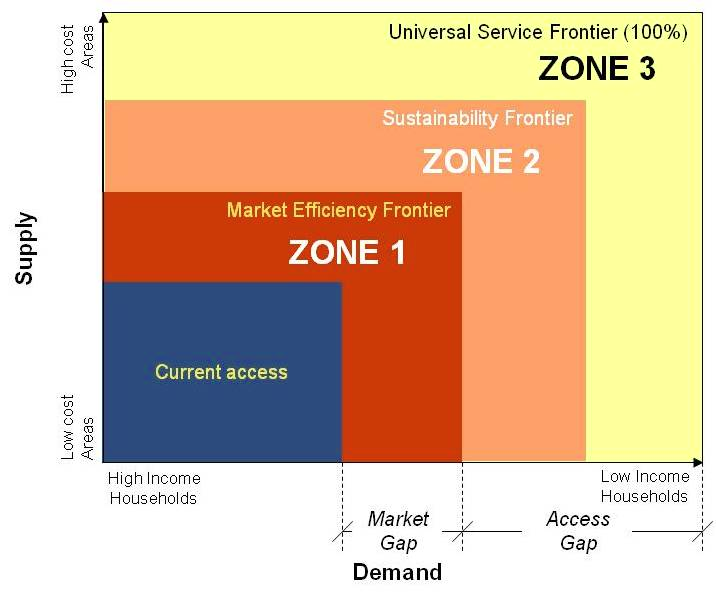 High cost
Areas
Universal Service Frontier (100%)
ZONE 3
Sustainability Frontier
ZONE 2
Market Efficiency Frontier
ZONE 1
Supply
Current access
Low cost
Areas
High Income
Households
Low Income
Households
Market
Gap
Access
Gap
Demand